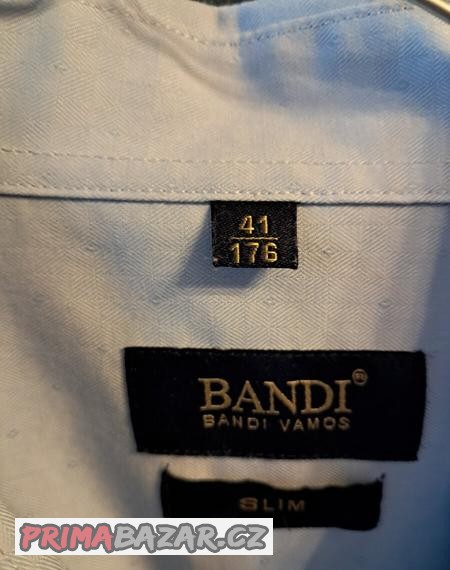 41
176
BANDI®
BANDI VAMOS
SLIM
PRIMABAZAR.CZ